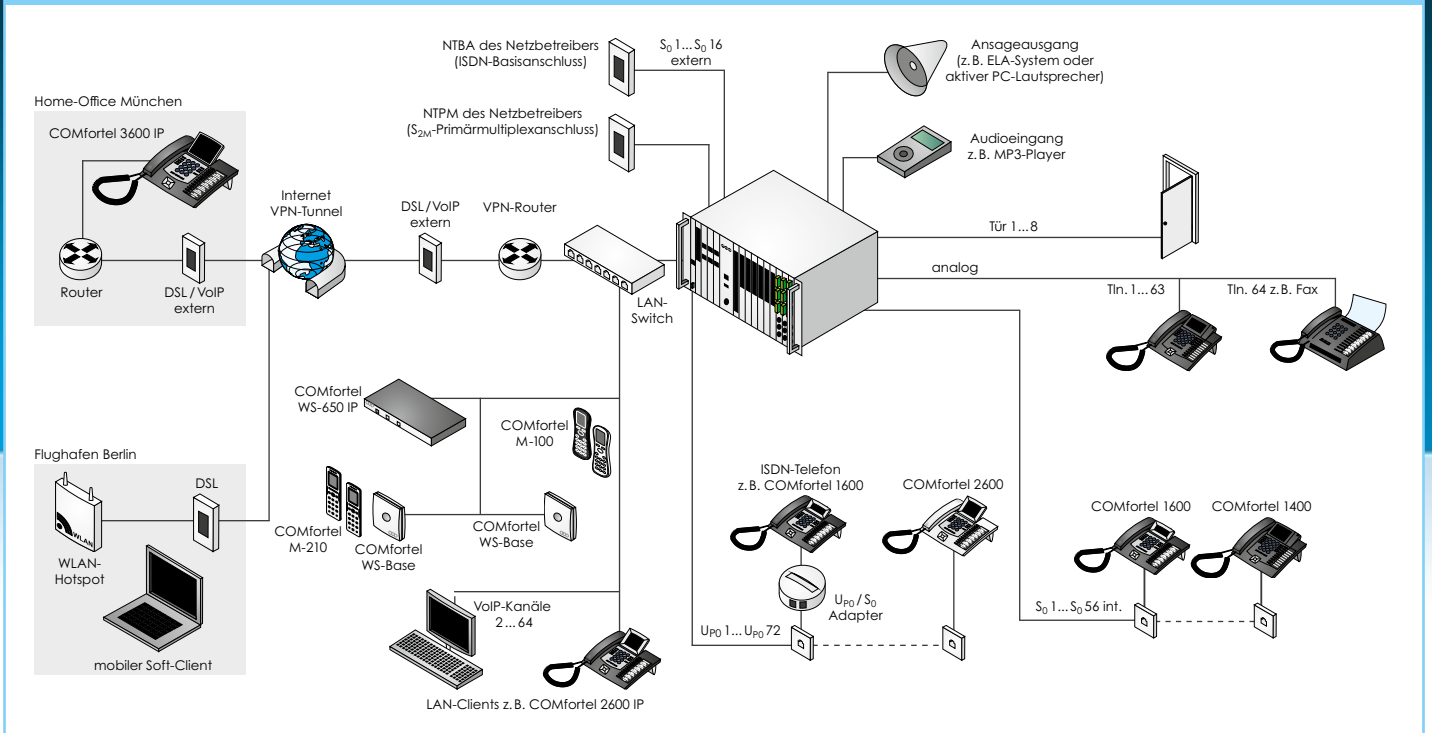 NTBA des Netzbetreibers
(ISDN-Basisanschluss)
S₀ 1... S₀ 16
extern
Ansageausgang
(z. B. ELA-System oder
aktiver PC-Lautsprecher)
NTPM des Netzbetreibers
(S₂M-Primärmultiplexanschluss)
Audioeingang
z. B. MP3-Player
Home-Office München
COMfortel 3600 IP
Router
DSL / VoIP
extern
Internet
VPN-Tunnel
DSL / VoIP
extern
VPN-Router
LAN-
Switch
Tür 1... 8
analog
Tln. 1... 63
Tln. 64 z. B. Fax
COMfortel
WS-650 IP
COMfortel
M-100
COMfortel
M-210
COMfortel
WS-Base
COMfortel
WS-Base
Flughafen Berlin
DSL
WLAN
WLAN-
Hotspot
mobiler Soft-Client
VoIP-Kanäle
2 ... 64
LAN-Clients z. B. COMfortel 2600 IP
ISDN-Telefon
z. B. COMfortel 1600
COMfortel 2600
UP0 / S₀
Adapter
UP0 1... UP0 72
COMfortel 1600
COMfortel 1400
S₀ 1... S₀ 56 int.